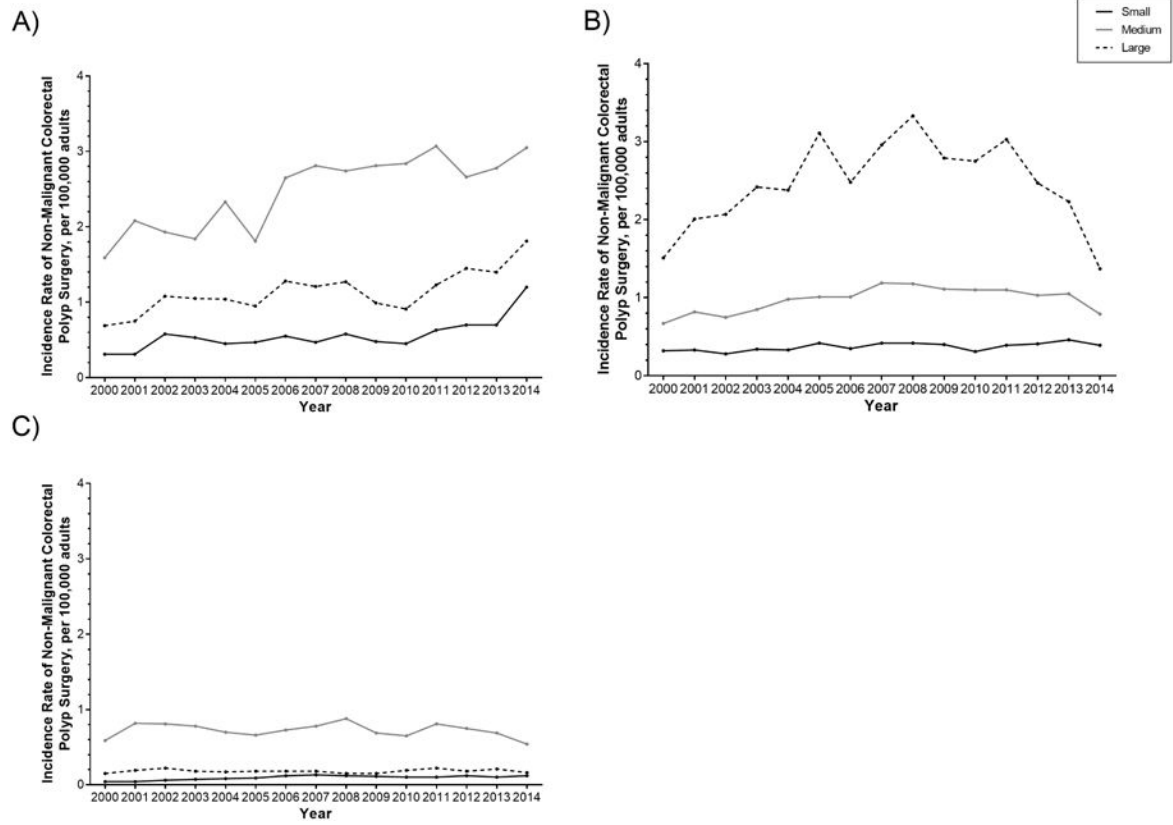 A)
Incidence Rate of Non-Malignant Colorectal
Polyp Surgery, per 100,000 adults
4
3
2
1
0
2000 2001 2002 2003 2004 2005 2006 2007 2008 2009 2010 2011 2012 2013 2014
Year
B)
Small
Medium
Large
Incidence Rate of Non-Malignant Colorectal
Polyp Surgery, per 100,000 adults
4
3
2
1
0
2000 2001 2002 2003 2004 2005 2006 2007 2008 2009 2010 2011 2012 2013 2014
Year
C)
Incidence Rate of Non-Malignant Colorectal
Polyp Surgery, per 100,000 adults
4
3
2
1
0
2000 2001 2002 2003 2004 2005 2006 2007 2008 2009 2010 2011 2012 2013 2014
Year